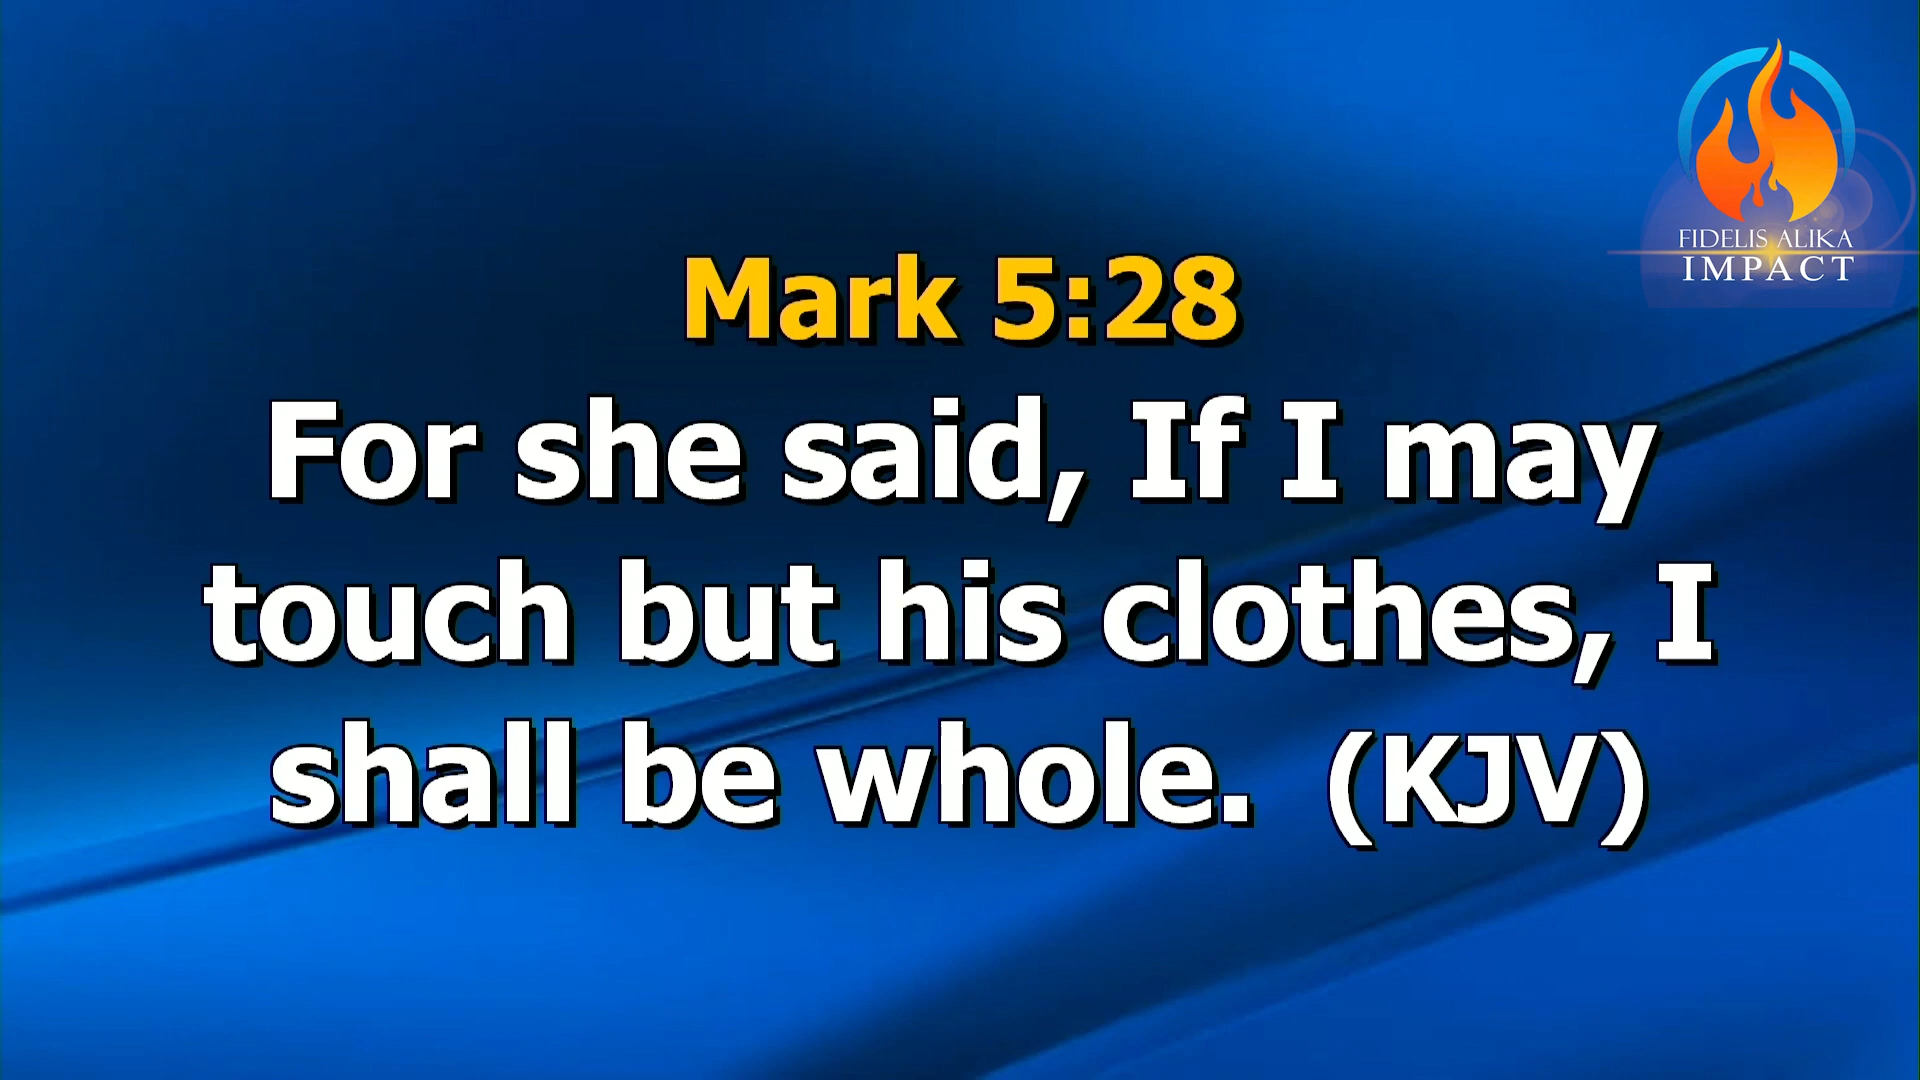 FIDELIS ALIKA
IMPACT
Mark 5:28
For she said, If I may
touch but his clothes, I
shall be whole. (KJV)